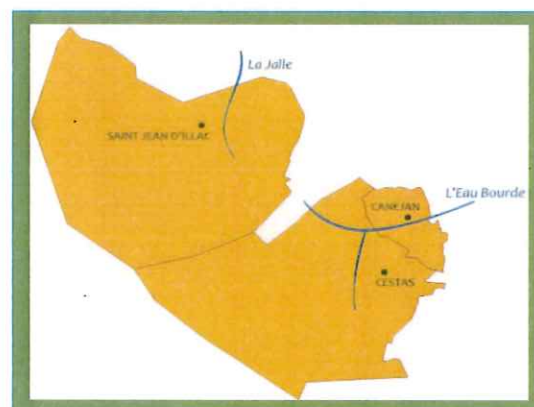 La Jalle
SAINT JEAN D'ILLAC
L'Eau Bourde
CANEJAN
CESTAS